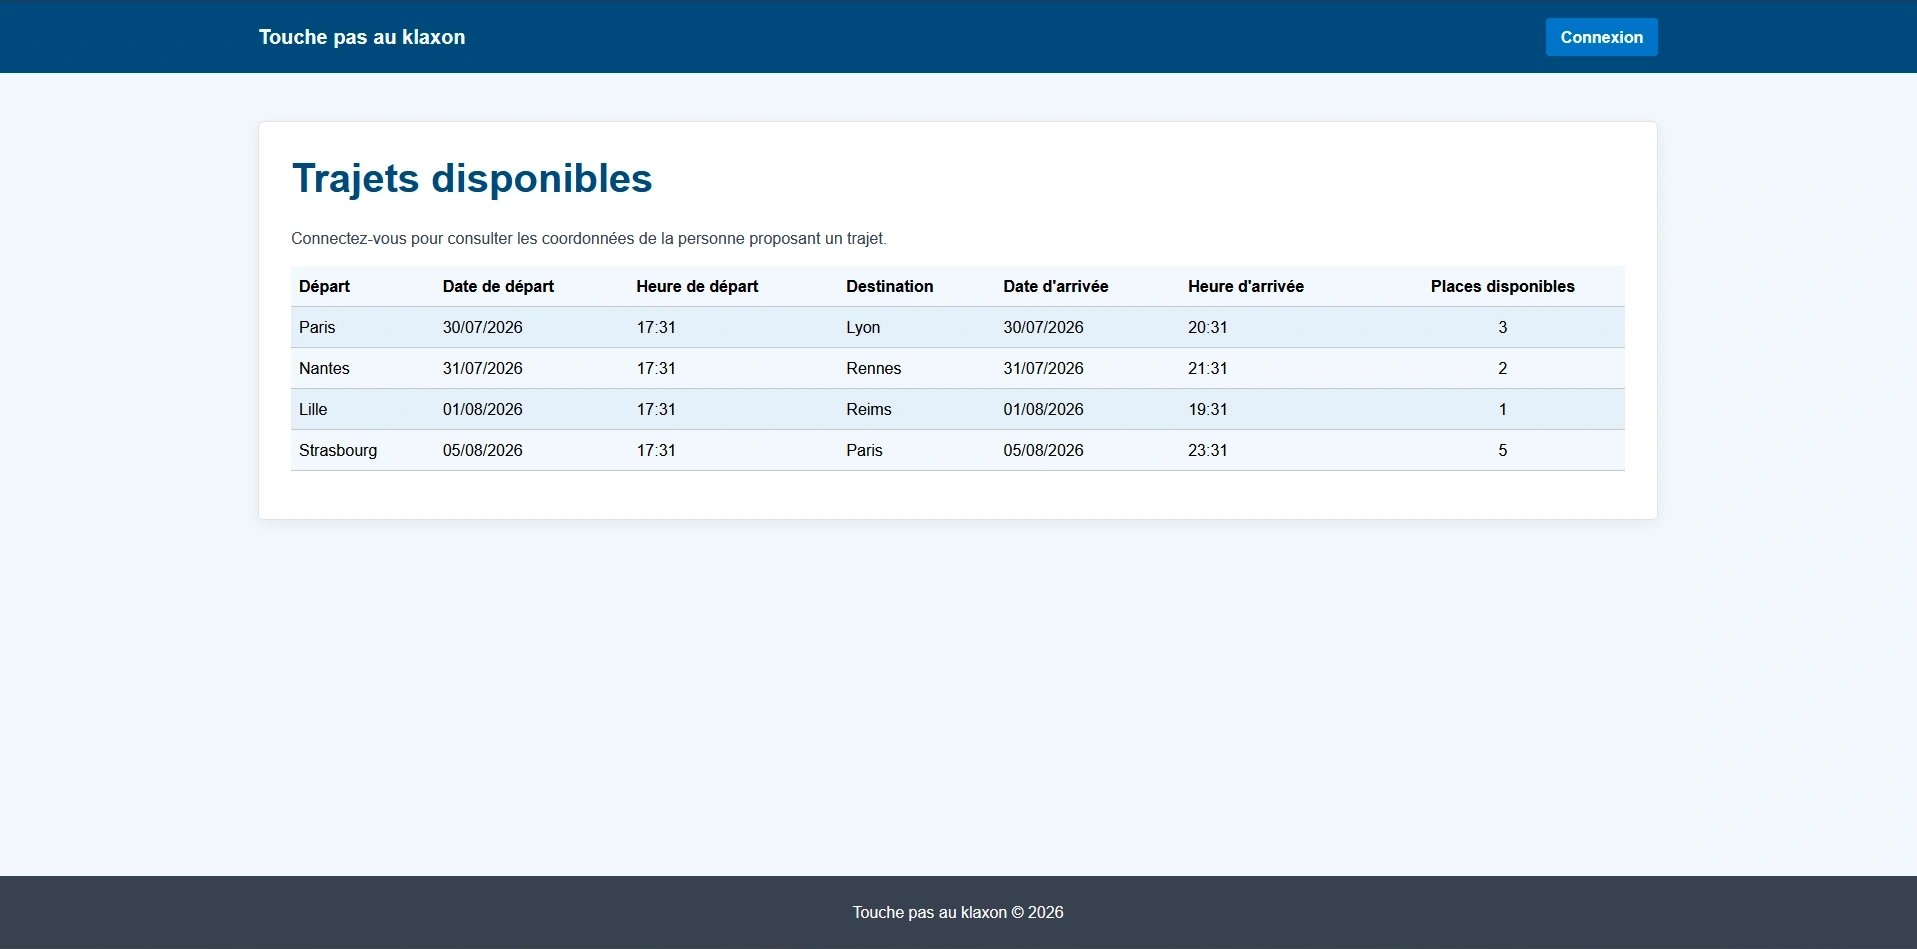 Touche pas au klaxon
Connexion
Trajets disponibles
Connectez-vous pour consulter les coordonnées de la personne proposant un trajet.
Départ Date de départ Heure de départ Destination Date d'arrivée Heure d'arrivée Places disponibles
Paris 30/07/2026 17:31 Lyon 30/07/2026 20:31 3
Nantes 31/07/2026 17:31 Rennes 31/07/2026 21:31 2
Lille 01/08/2026 17:31 Reims 01/08/2026 19:31 1
Strasbourg 05/08/2026 17:31 Paris 05/08/2026 23:31 5
Touche pas au klaxon © 2026